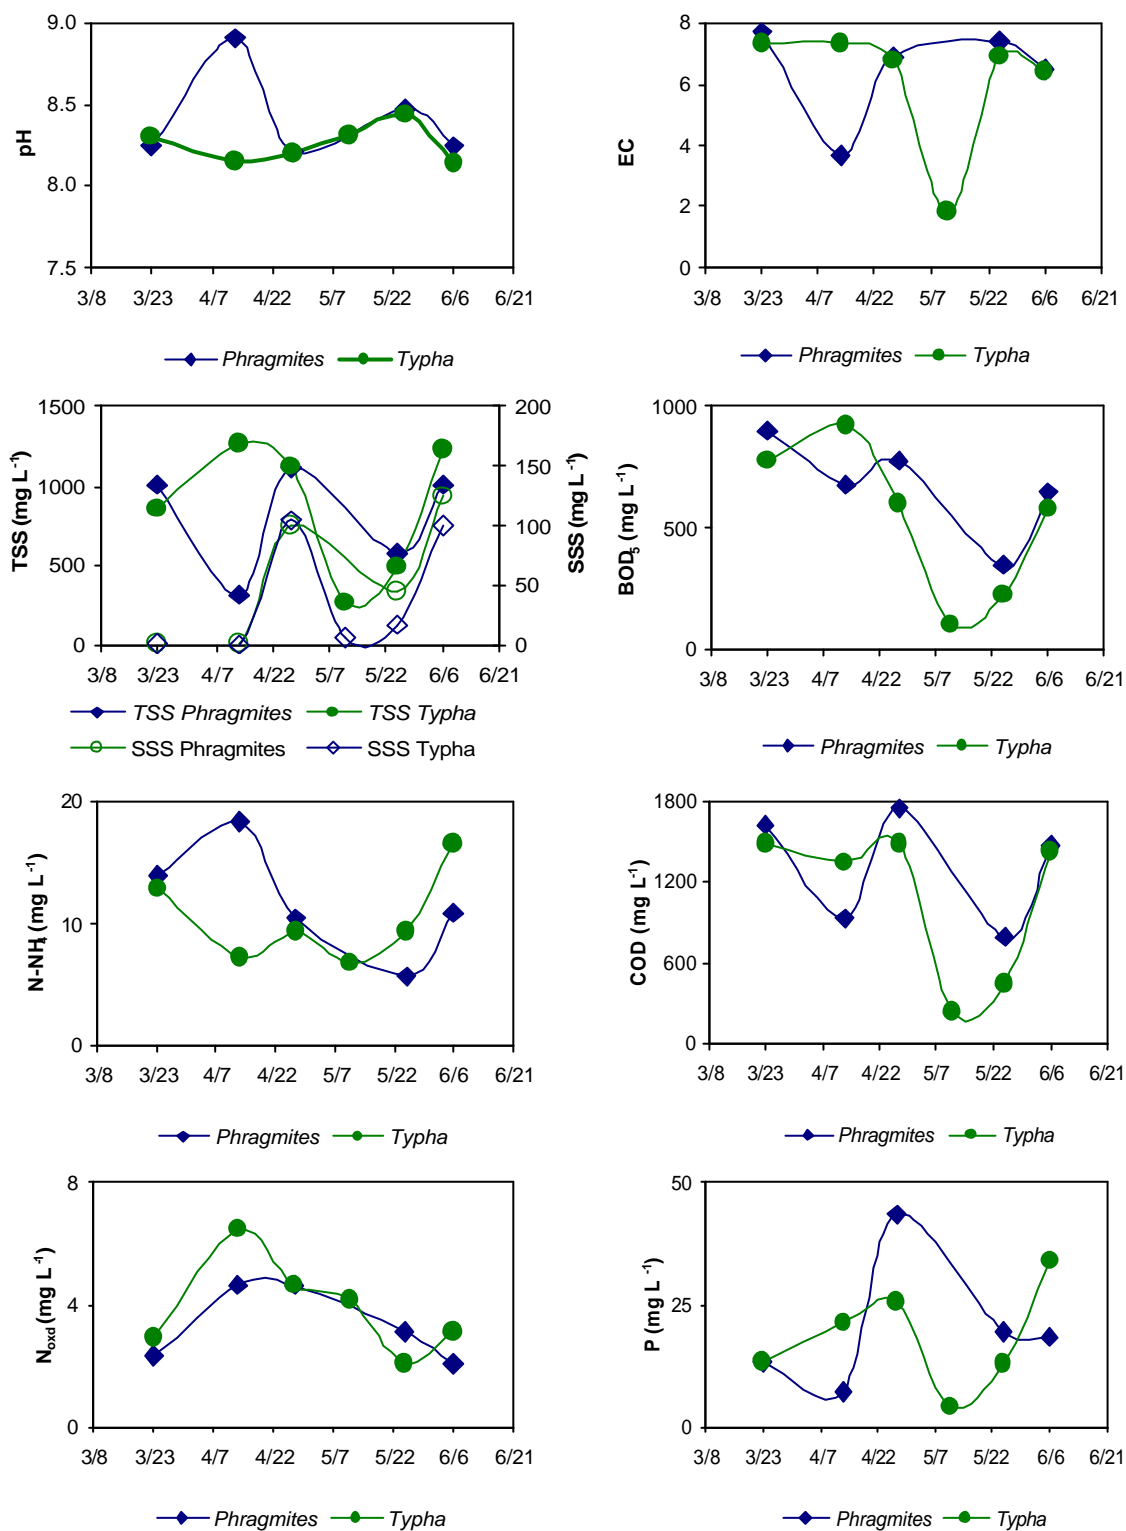 9.0
8.5
8.0
7.5
pH
3/8 3/23 4/7 4/22 5/7 5/22 6/6 6/21
Phragmites Typha
8
6
4
2
0
EC
3/8 3/23 4/7 4/22 5/7 5/22 6/6 6/21
Phragmites Typha
1500
1000
500
0
TSS (mg L-1)
200
150
100
50
0
SSS (mg L-1)
3/8 3/23 4/7 4/22 5/7 5/22 6/6 6/21
TSS Phragmites TSS Typha
SSS Phragmites SSS Typha
1000
500
0
BOD5 (mg L-1)
3/8 3/23 4/7 4/22 5/7 5/22 6/6 6/21
Phragmites Typha
20
10
0
N-NH4 (mg L-1)
3/8 3/23 4/7 4/22 5/7 5/22 6/6 6/21
Phragmites Typha
1800
1200
600
0
COD (mg L-1)
3/8 3/23 4/7 4/22 5/7 5/22 6/6 6/21
Phragmites Typha
8
4
0
Noxd (mg L-1)
3/8 3/23 4/7 4/22 5/7 5/22 6/6 6/21
Phragmites Typha
50
25
0
P (mg L-1)
3/8 3/23 4/7 4/22 5/7 5/22 6/6 6/21
Phragmites Typha